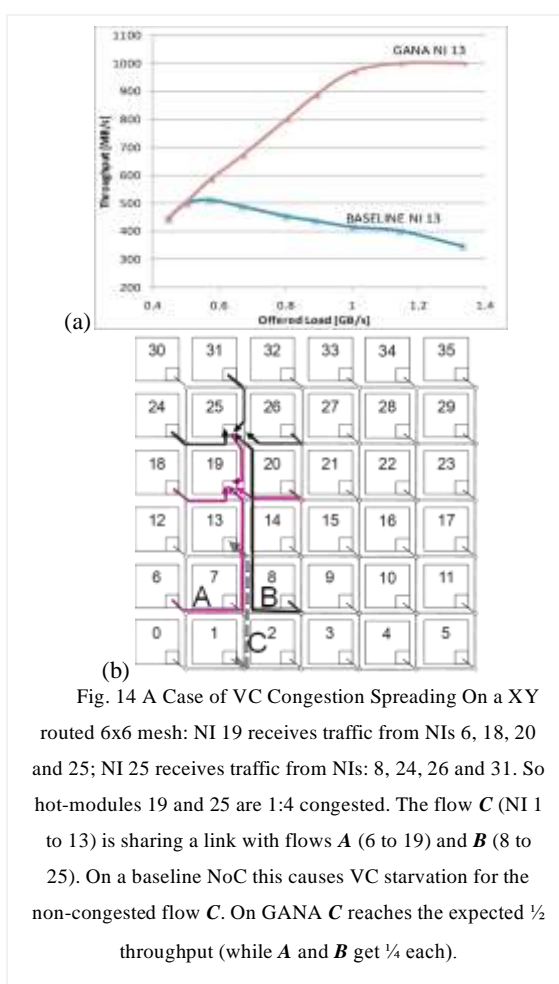 1100
1000
900
800
700
600
500
400
300
200
Throughput [MB/s]
GANA NI 13
BASELINE NI 13
0.4 0.6 0.8 1 1.2 1.4
Offered Load [GB/s]
(a)
30 31 32 33 34 35
24 25 26 27 28 29
18 19 20 21 22 23
12 13 14 15 16 17
6 7 8 9 10 11
A B
0 1 2 3 4 5
C
(b)
Fig. 14 A Case of VC Congestion Spreading On a XY
routed 6x6 mesh: NI 19 receives traffic from NIs 6, 18, 20
and 25; NI 25 receives traffic from NIs: 8, 24, 26 and 31. So
hot-modules 19 and 25 are 1:4 congested. The flow C (NI 1
to 13) is sharing a link with flows A (6 to 19) and B (8 to
25). On a baseline NoC this causes VC starvation for the
non-congested flow C. On GANA C reaches the expected ½
throughput (while A and B get ¼ each).